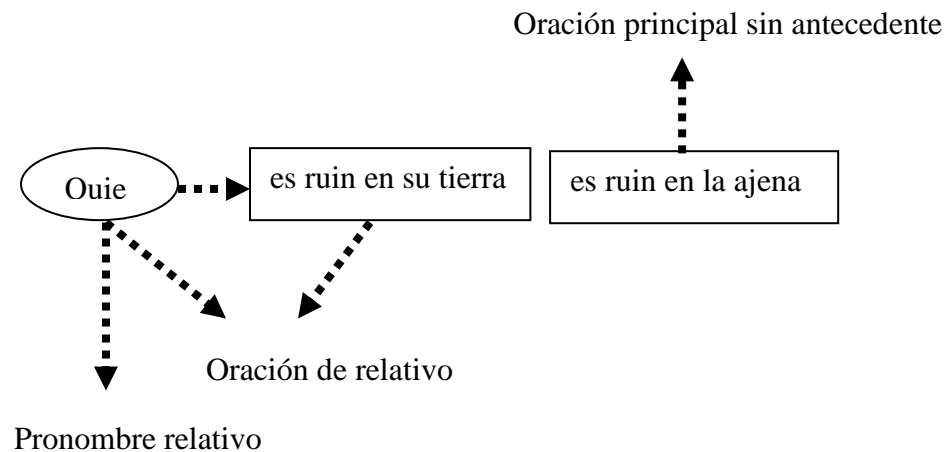 Oración principal sin antecedente
Ouie
es ruin en su tierra
es ruin en la ajena
Oración de relativo
Pronombre relativo